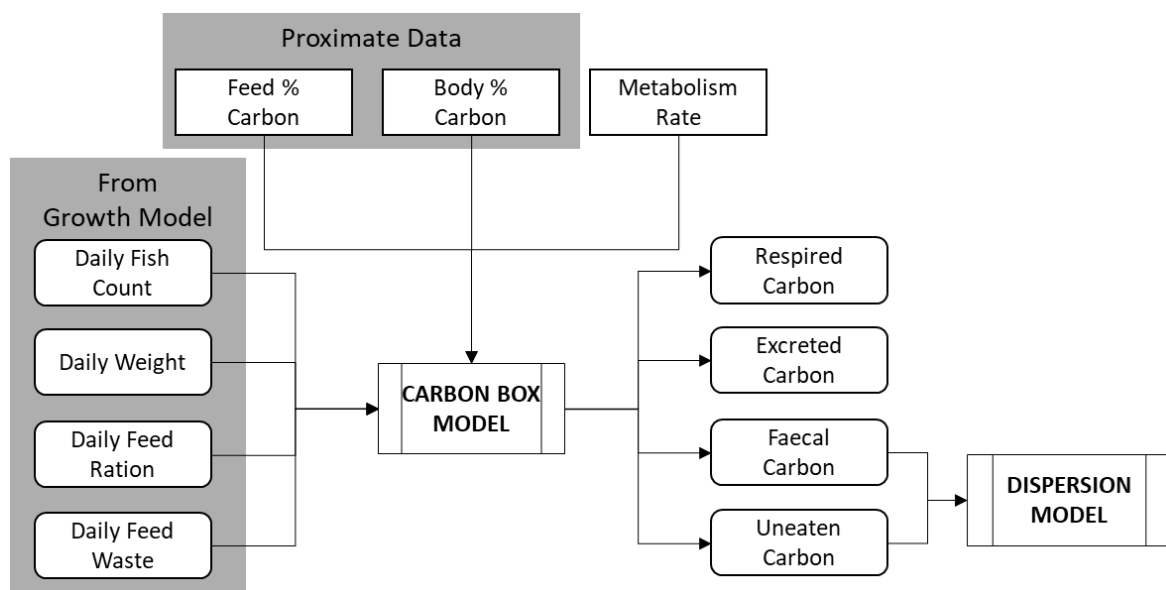 Proximate Data
Feed %
Carbon
Body %
Carbon
Metabolism
Rate
From
Growth Model
Daily Fish
Count
Daily Weight
Daily Feed
Ration
Daily Feed
Waste
CARBON BOX
MODEL
Respired
Carbon
Excreted
Carbon
Faecal
Carbon
Uneaten
Carbon
DISPERSION
MODEL